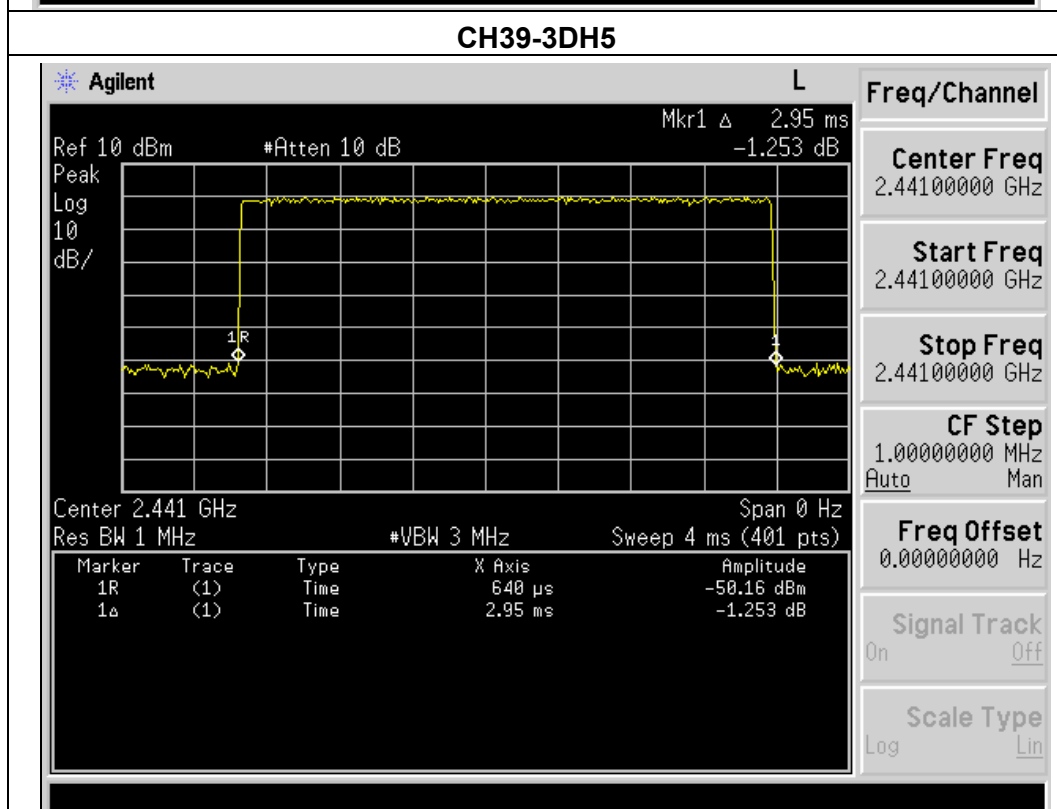 CH39-3DH5
Agilent L
Mkr1 Δ 2.95 ms
Ref 10 dBm #Atten 10 dB -1.253 dB
Peak
Log
10
dB/
1R
1
Center 2.441 GHz Span 0 Hz
Res BW 1 MHz #VBW 3 MHz Sweep 4 ms (401 pts)
Marker Trace Type X Axis Amplitude
1R (1) Time 640 µs -50.16 dBm
1Δ (1) Time 2.95 ms -1.253 dB
Freq/Channel
Center Freq
2.44100000 GHz
Start Freq
2.44100000 GHz
Stop Freq
2.44100000 GHz
CF Step
1.00000000 MHz
Auto Man
Freq Offset
0.00000000 Hz
Signal Track
On Off
Scale Type
Log Lin